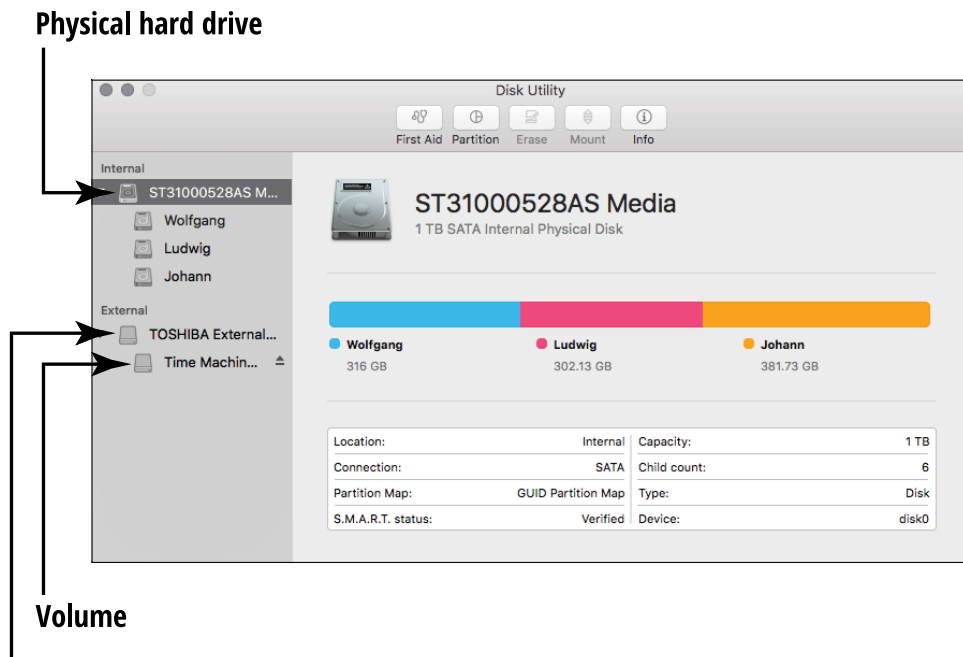 Physical hard drive
Disk Utility
First Aid Partition Erase Mount Info
Internal
ST31000528AS M...
Wolfgang
Ludwig
Johann
External
TOSHIBA External...
Time Machin...
ST31000528AS Media
1 TB SATA Internal Physical Disk
Wolfgang Ludwig Johann
316 GB 302.13 GB 381.73 GB
Location: Internal Capacity: 1 TB
Connection: SATA Child count: 6
Partition Map: GUID Partition Map Type: Disk
S.M.A.R.T. status: Verified Device: disk0
Volume